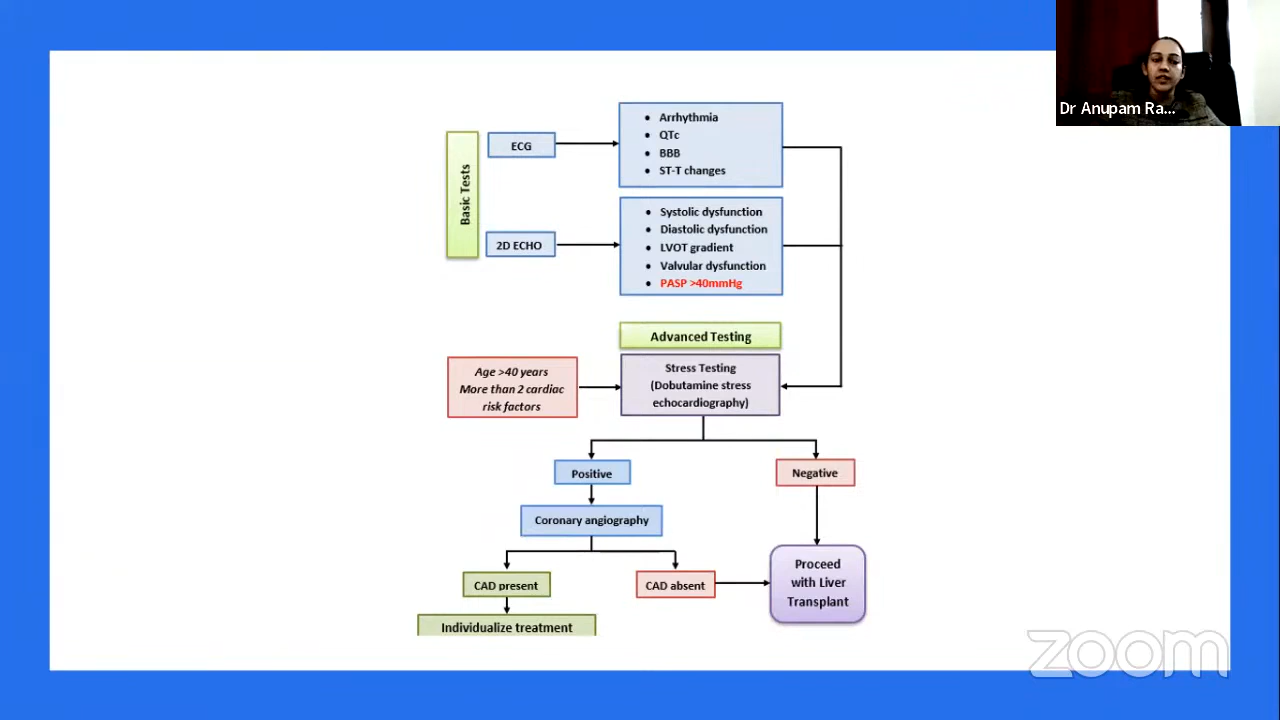 Dr Anupam Ra...
Basic Tests
ECG
• Arrhythmia
• QTc
• BBB
• ST-T changes
2D ECHO
• Systolic dysfunction
• Diastolic dysfunction
• LVOT gradient
• Valvular dysfunction
• PASP >40mmHg
Advanced Testing
Age >40 years
More than 2 cardiac
risk factors
Stress Testing
(Dobutamine stress
echocardiography)
Positive
Negative
Coronary angiography
CAD present
CAD absent
Proceed
with Liver
Transplant
Individualize treatment
zoom